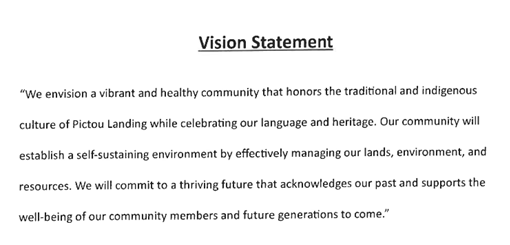 Vision Statement
“We envision a vibrant and healthy community that honors the traditional and indigenous
culture of Pictou Landing while celebrating our language and heritage. Our community will
establish a self-sustaining environment by effectively managing our lands, environment, and
resources. We will commit to a thriving future that acknowledges our past and supports the
well-being of our community members and future generations to come.”